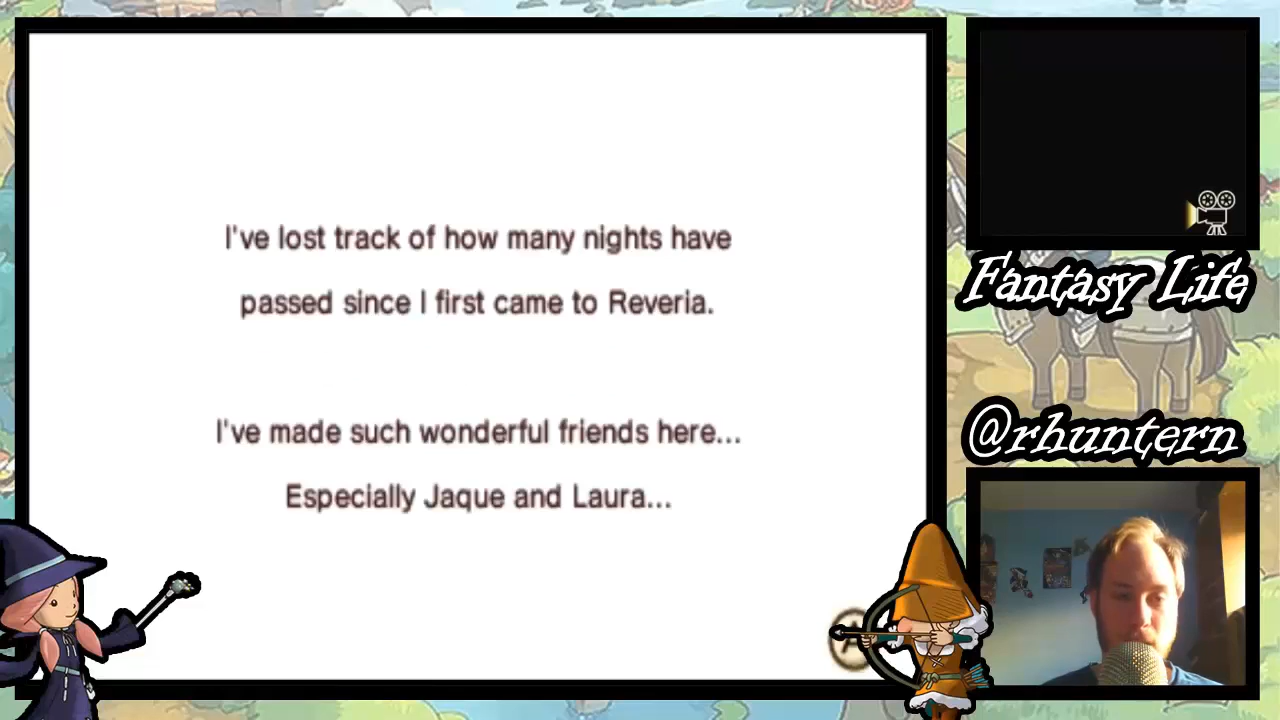 I've lost track of how many nights have
passed since I first came to Reveria.
I've made such wonderful friends here...
Especially Jaque and Laura...
Fantasy Life
@rhuntern